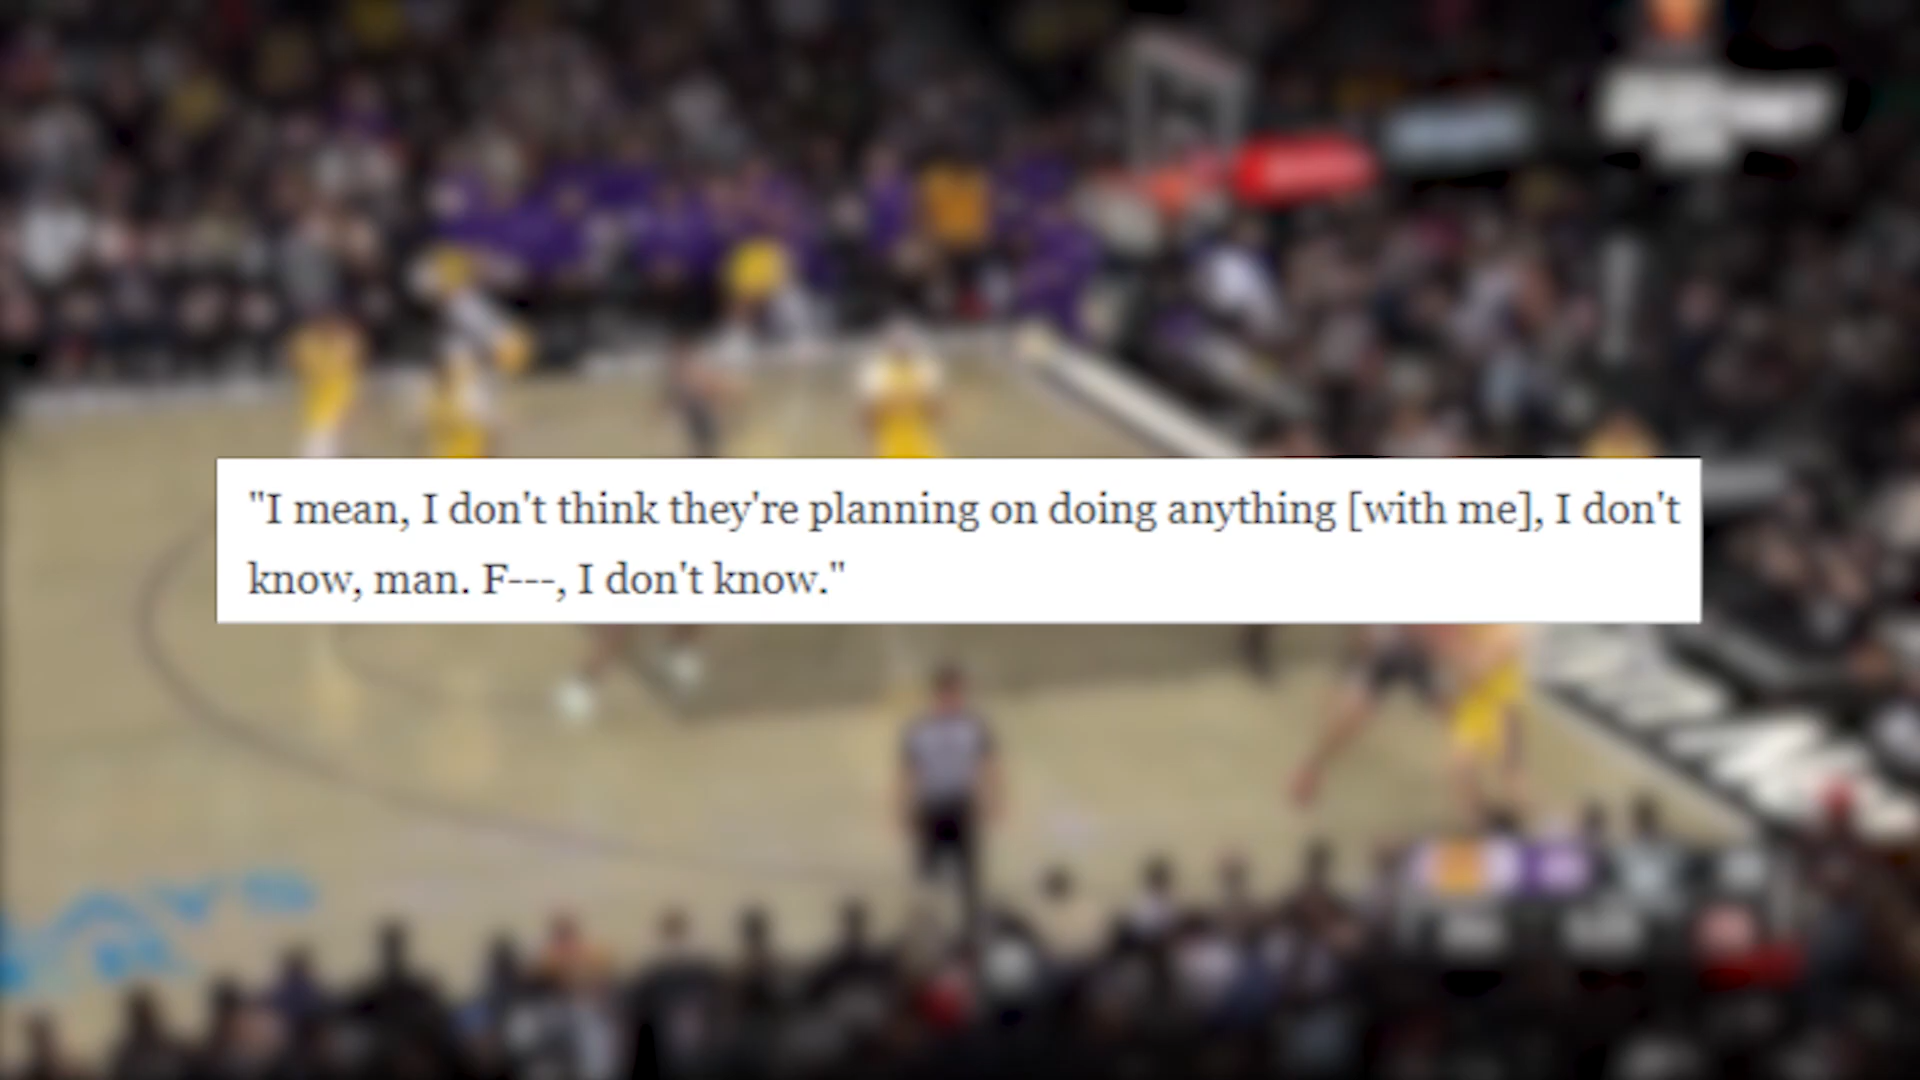 "I mean, I don't think they're planning on doing anything [with me], I don't
know, man. F---, I don't know."